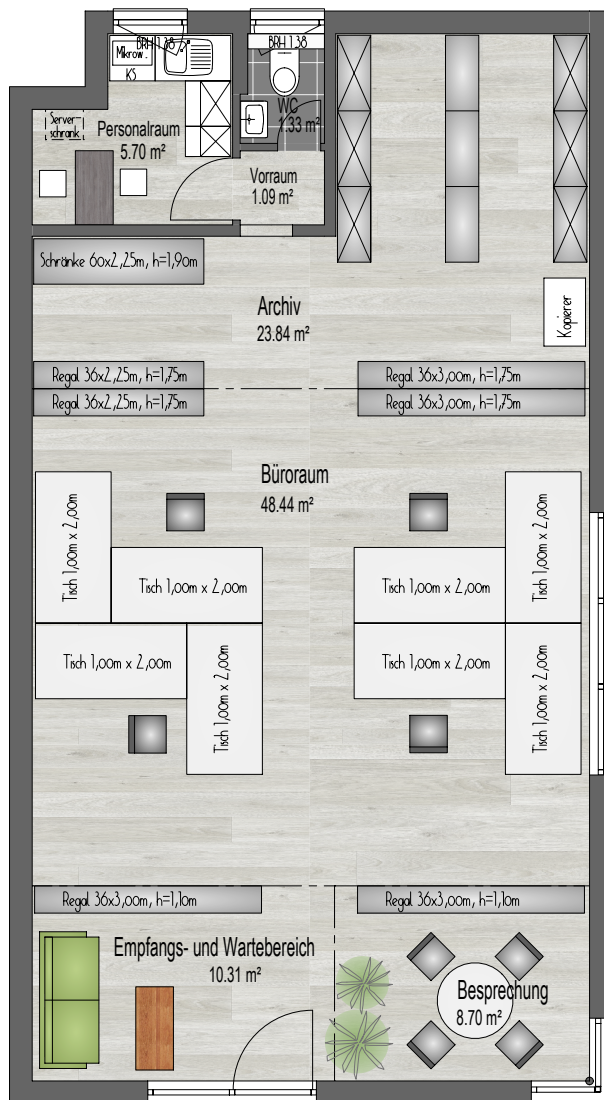 BRH 1.38
BRH 1.38
Mikrow.
KS
WC
1.33 m²
Server-
schrank
Personalraum
5.70 m²
Vorraum
1.09 m²
Schränke 60x2,25m, h=1,90m
Archiv
23.84 m²
Kopierer
Regal 36x2,25m, h=1,75m
Regal 36x3,00m, h=1,75m
Regal 36x2,25m, h=1,75m
Regal 36x3,00m, h=1,75m
Büroraum
48.44 m²
Tisch 1,00m x 2,00m
Tisch 1,00m x 2,00m
Tisch 1,00m x 2,00m
Tisch 1,00m x 2,00m
Tisch 1,00m x 2,00m
Tisch 1,00m x 2,00m
Tisch 1,00m x 2,00m
Tisch 1,00m x 2,00m
Regal 36x3,00m, h=1,10m
Regal 36x3,00m, h=1,10m
Empfangs- und Wartebereich
10.31 m²
Besprechung
8.70 m²